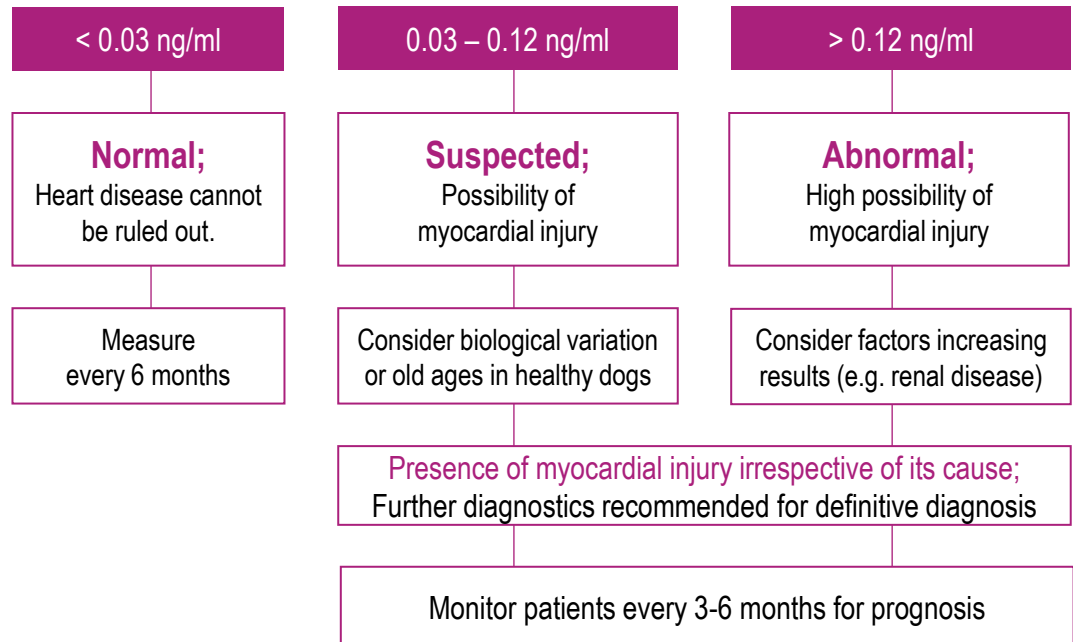 < 0.03 ng/ml
Normal;
Heart disease cannot
be ruled out.
Measure
every 6 months
0.03 – 0.12 ng/ml
Suspected;
Possibility of
myocardial injury
Consider biological variation
or old ages in healthy dogs
> 0.12 ng/ml
Abnormal;
High possibility of
myocardial injury
Consider factors increasing
results (e.g. renal disease)
Presence of myocardial injury irrespective of its cause;
Further diagnostics recommended for definitive diagnosis
Monitor patients every 3-6 months for prognosis